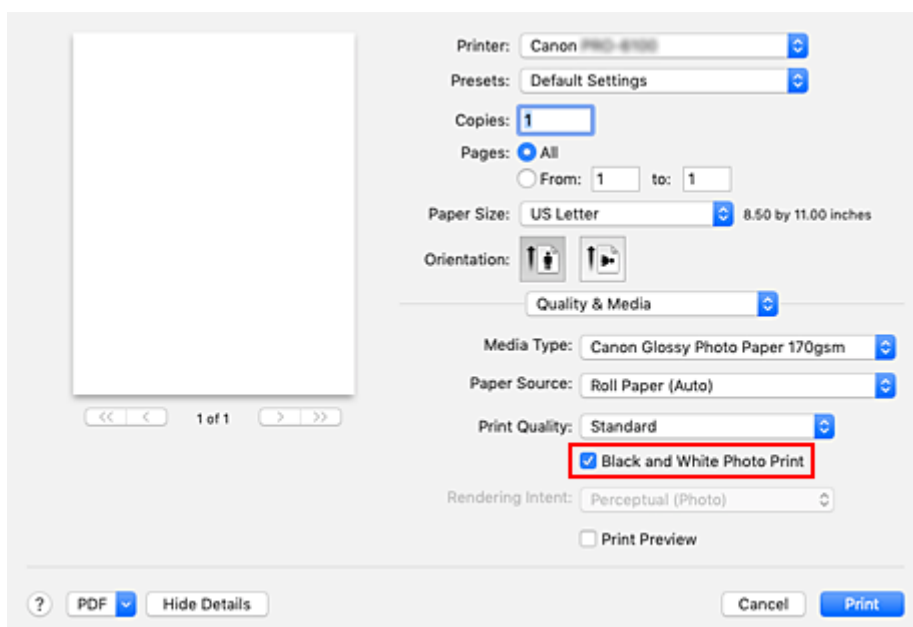 Printer: Canon
Presets: Default Settings
Copies: 1
Pages: All
From: 1 to: 1
Paper Size: US Letter 8.50 by 11.00 inches
Orientation:
Quality & Media
Media Type: Canon Glossy Photo Paper 170gsm
Paper Source: Roll Paper (Auto)
1 of 1
Print Quality: Standard
Black and White Photo Print
Rendering Intent: Perceptual (Photo)
Print Preview
? PDF Hide Details Cancel Print